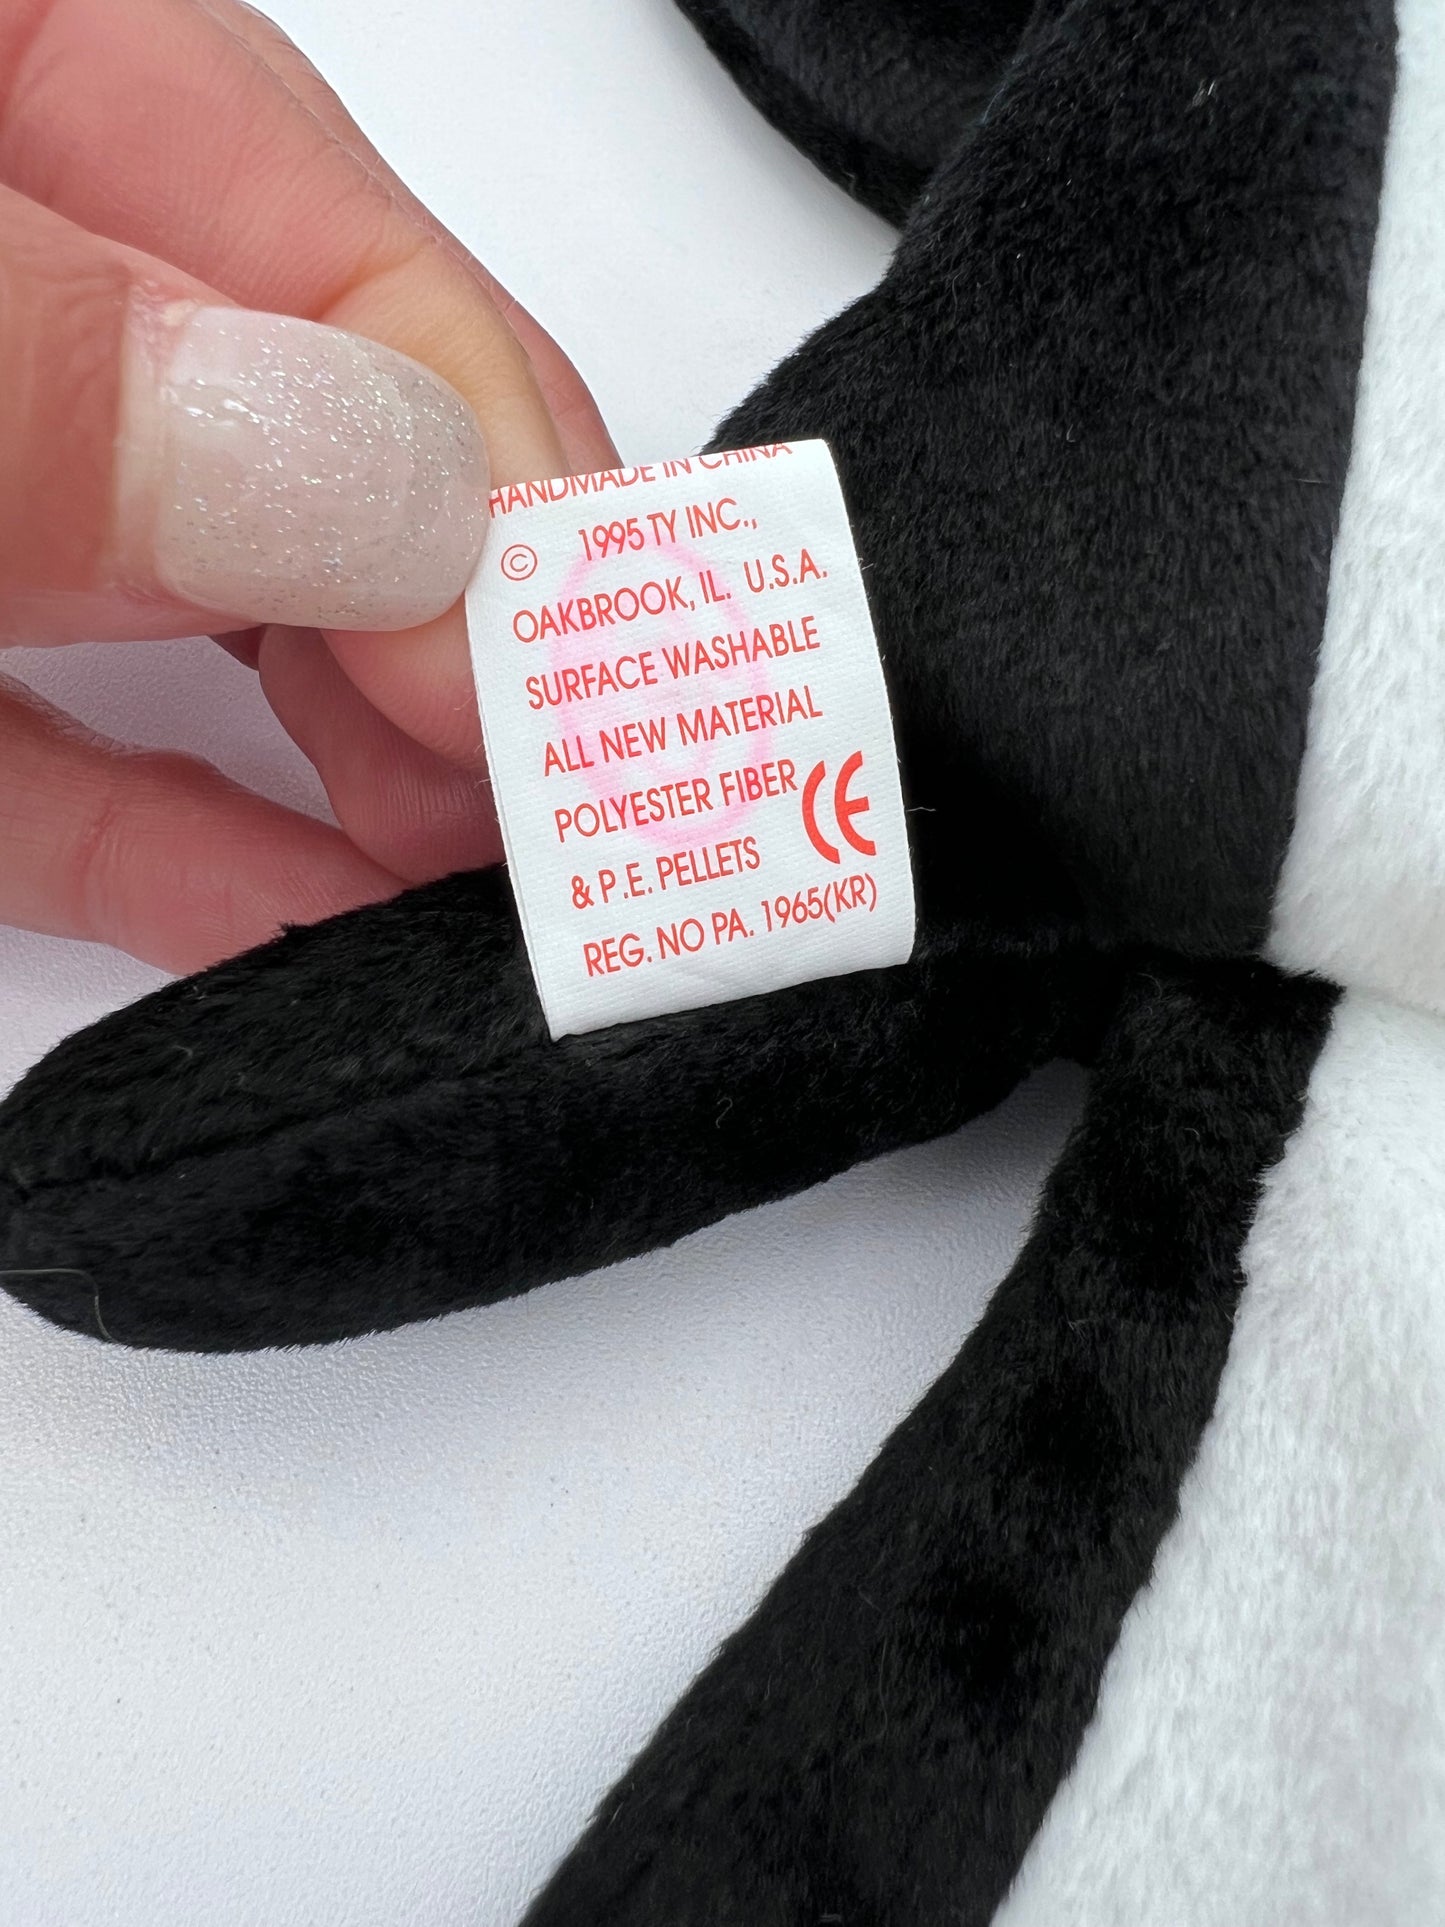 HANDMADE IN CHINA
© 1995 TY INC.,
OAKBROOK, IL. U.S.A.
SURFACE WASHABLE
ALL NEW MATERIAL
POLYESTER FIBER
& P.E. PELLETS CE
REG. NO PA. 1965(KR)